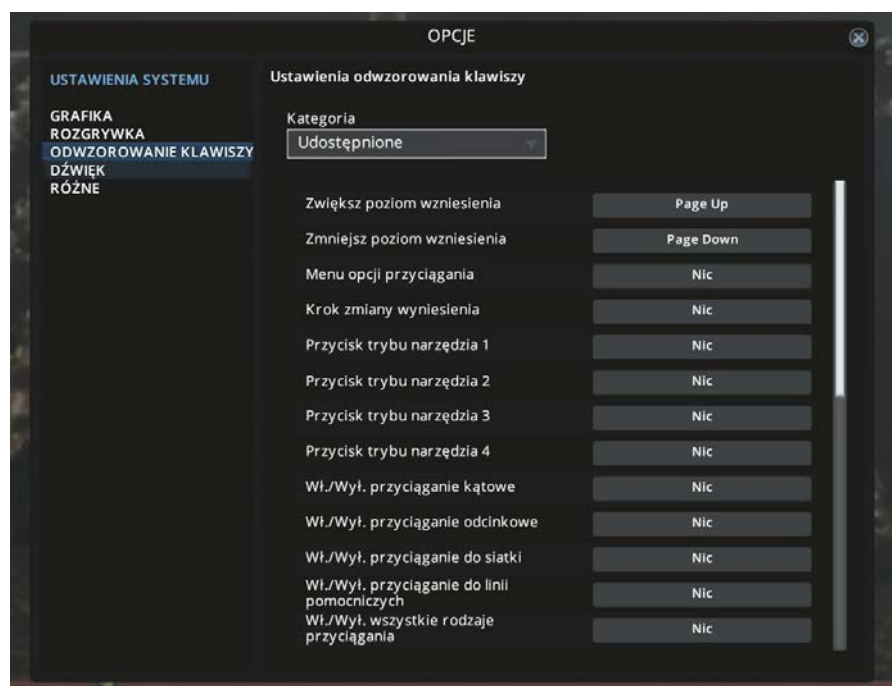 OPCJE
USTAWIENIA SYSTEMU
GRAFIKA
ROZGRYWKA
ODWZOROWANIE KLAWISZY
DŹWIĘK
RÓŻNE
Ustawienia odwzorowania klawiszy
Kategoria
Udostępnione
Zwiększ poziom wzniesienia Page Up
Zmniejsz poziom wzniesienia Page Down
Menu opcji przyciągania Nic
Krok zmiany wyniesienia Nic
Przycisk trybu narzędzia 1 Nic
Przycisk trybu narzędzia 2 Nic
Przycisk trybu narzędzia 3 Nic
Przycisk trybu narzędzia 4 Nic
Wł./Wył. przyciąganie kątowe Nic
Wł./Wył. przyciąganie odcinkowe Nic
Wł./Wył. przyciąganie do siatki Nic
Wł./Wył. przyciąganie do linii
pomocniczych Nic
Wł./Wył. wszystkie rodzaje
przyciągania Nic